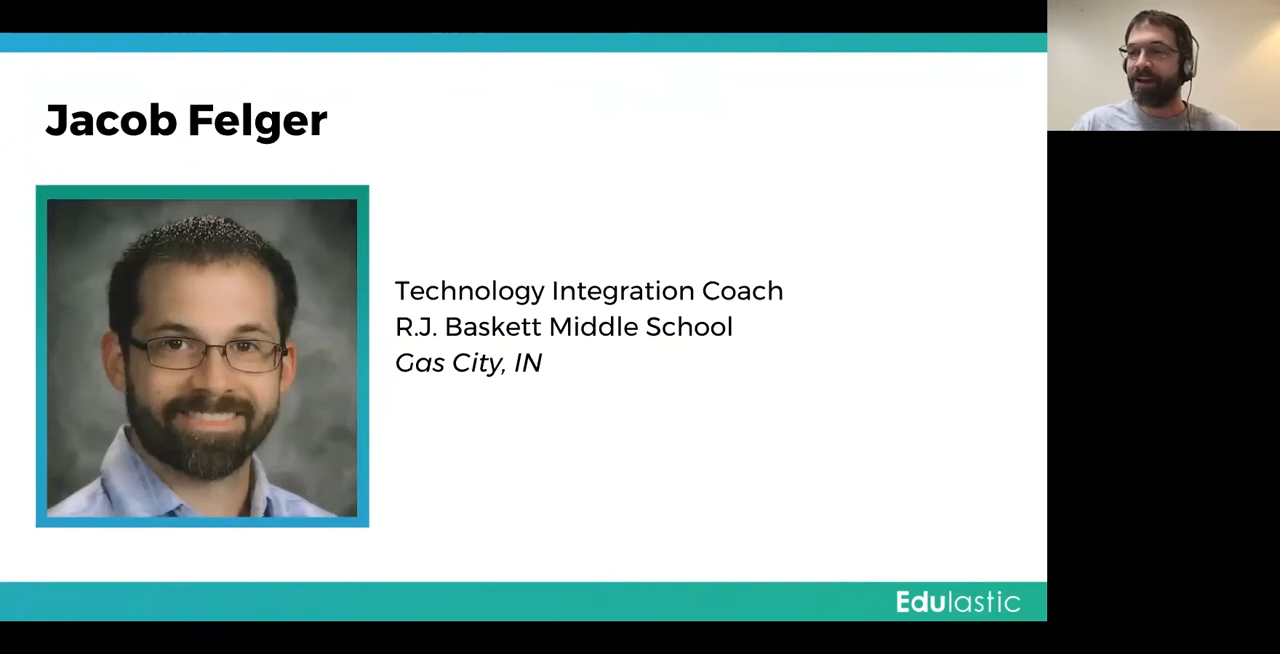 Jacob Felger
Technology Integration Coach
R.J. Baskett Middle School
Gas City, IN
Edulastic